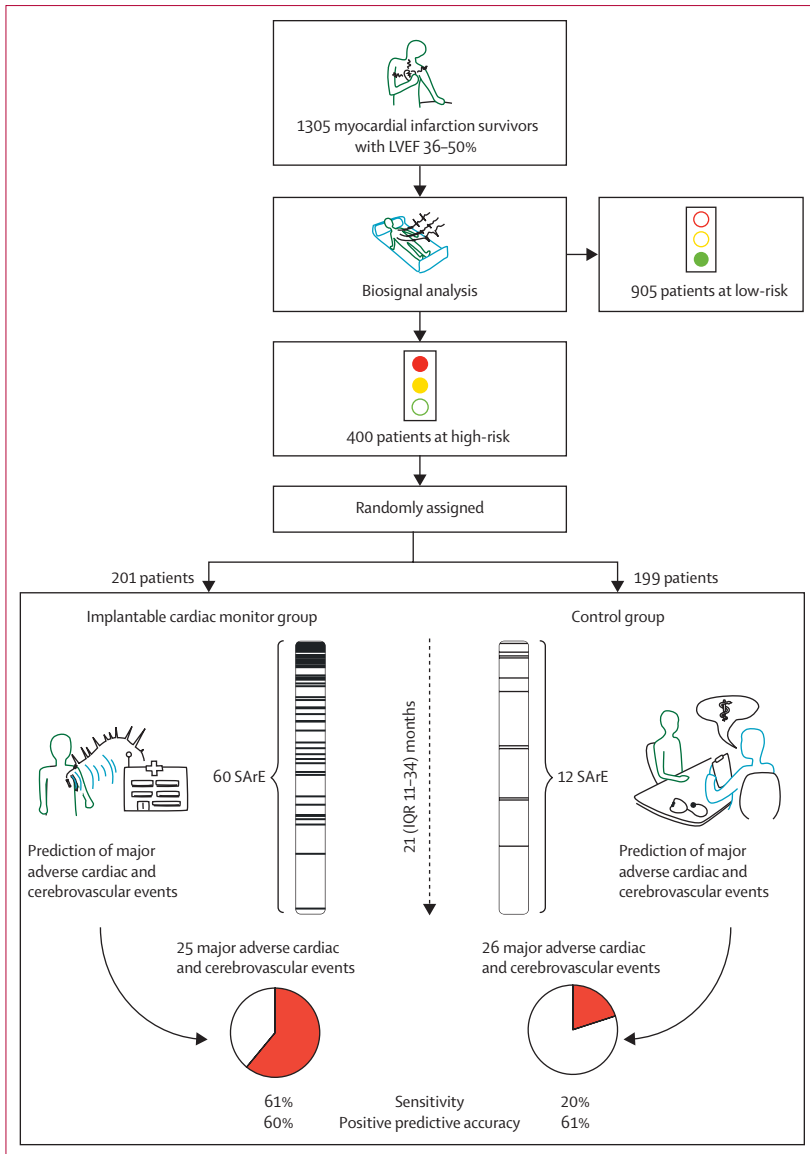 1305 myocardial infarction survivors
with LVEF 36–50%
Biosignal analysis
905 patients at low-risk
400 patients at high-risk
Randomly assigned
201 patients
199 patients
Implantable cardiac monitor group
Control group
60 SArE
21 (IQR 11–34) months
12 SArE
Prediction of major
adverse cardiac and
cerebrovascular events
Prediction of major
adverse cardiac and
cerebrovascular events
25 major adverse cardiac
and cerebrovascular events
26 major adverse cardiac
and cerebrovascular events
61% Sensitivity 20%
60% Positive predictive accuracy 61%